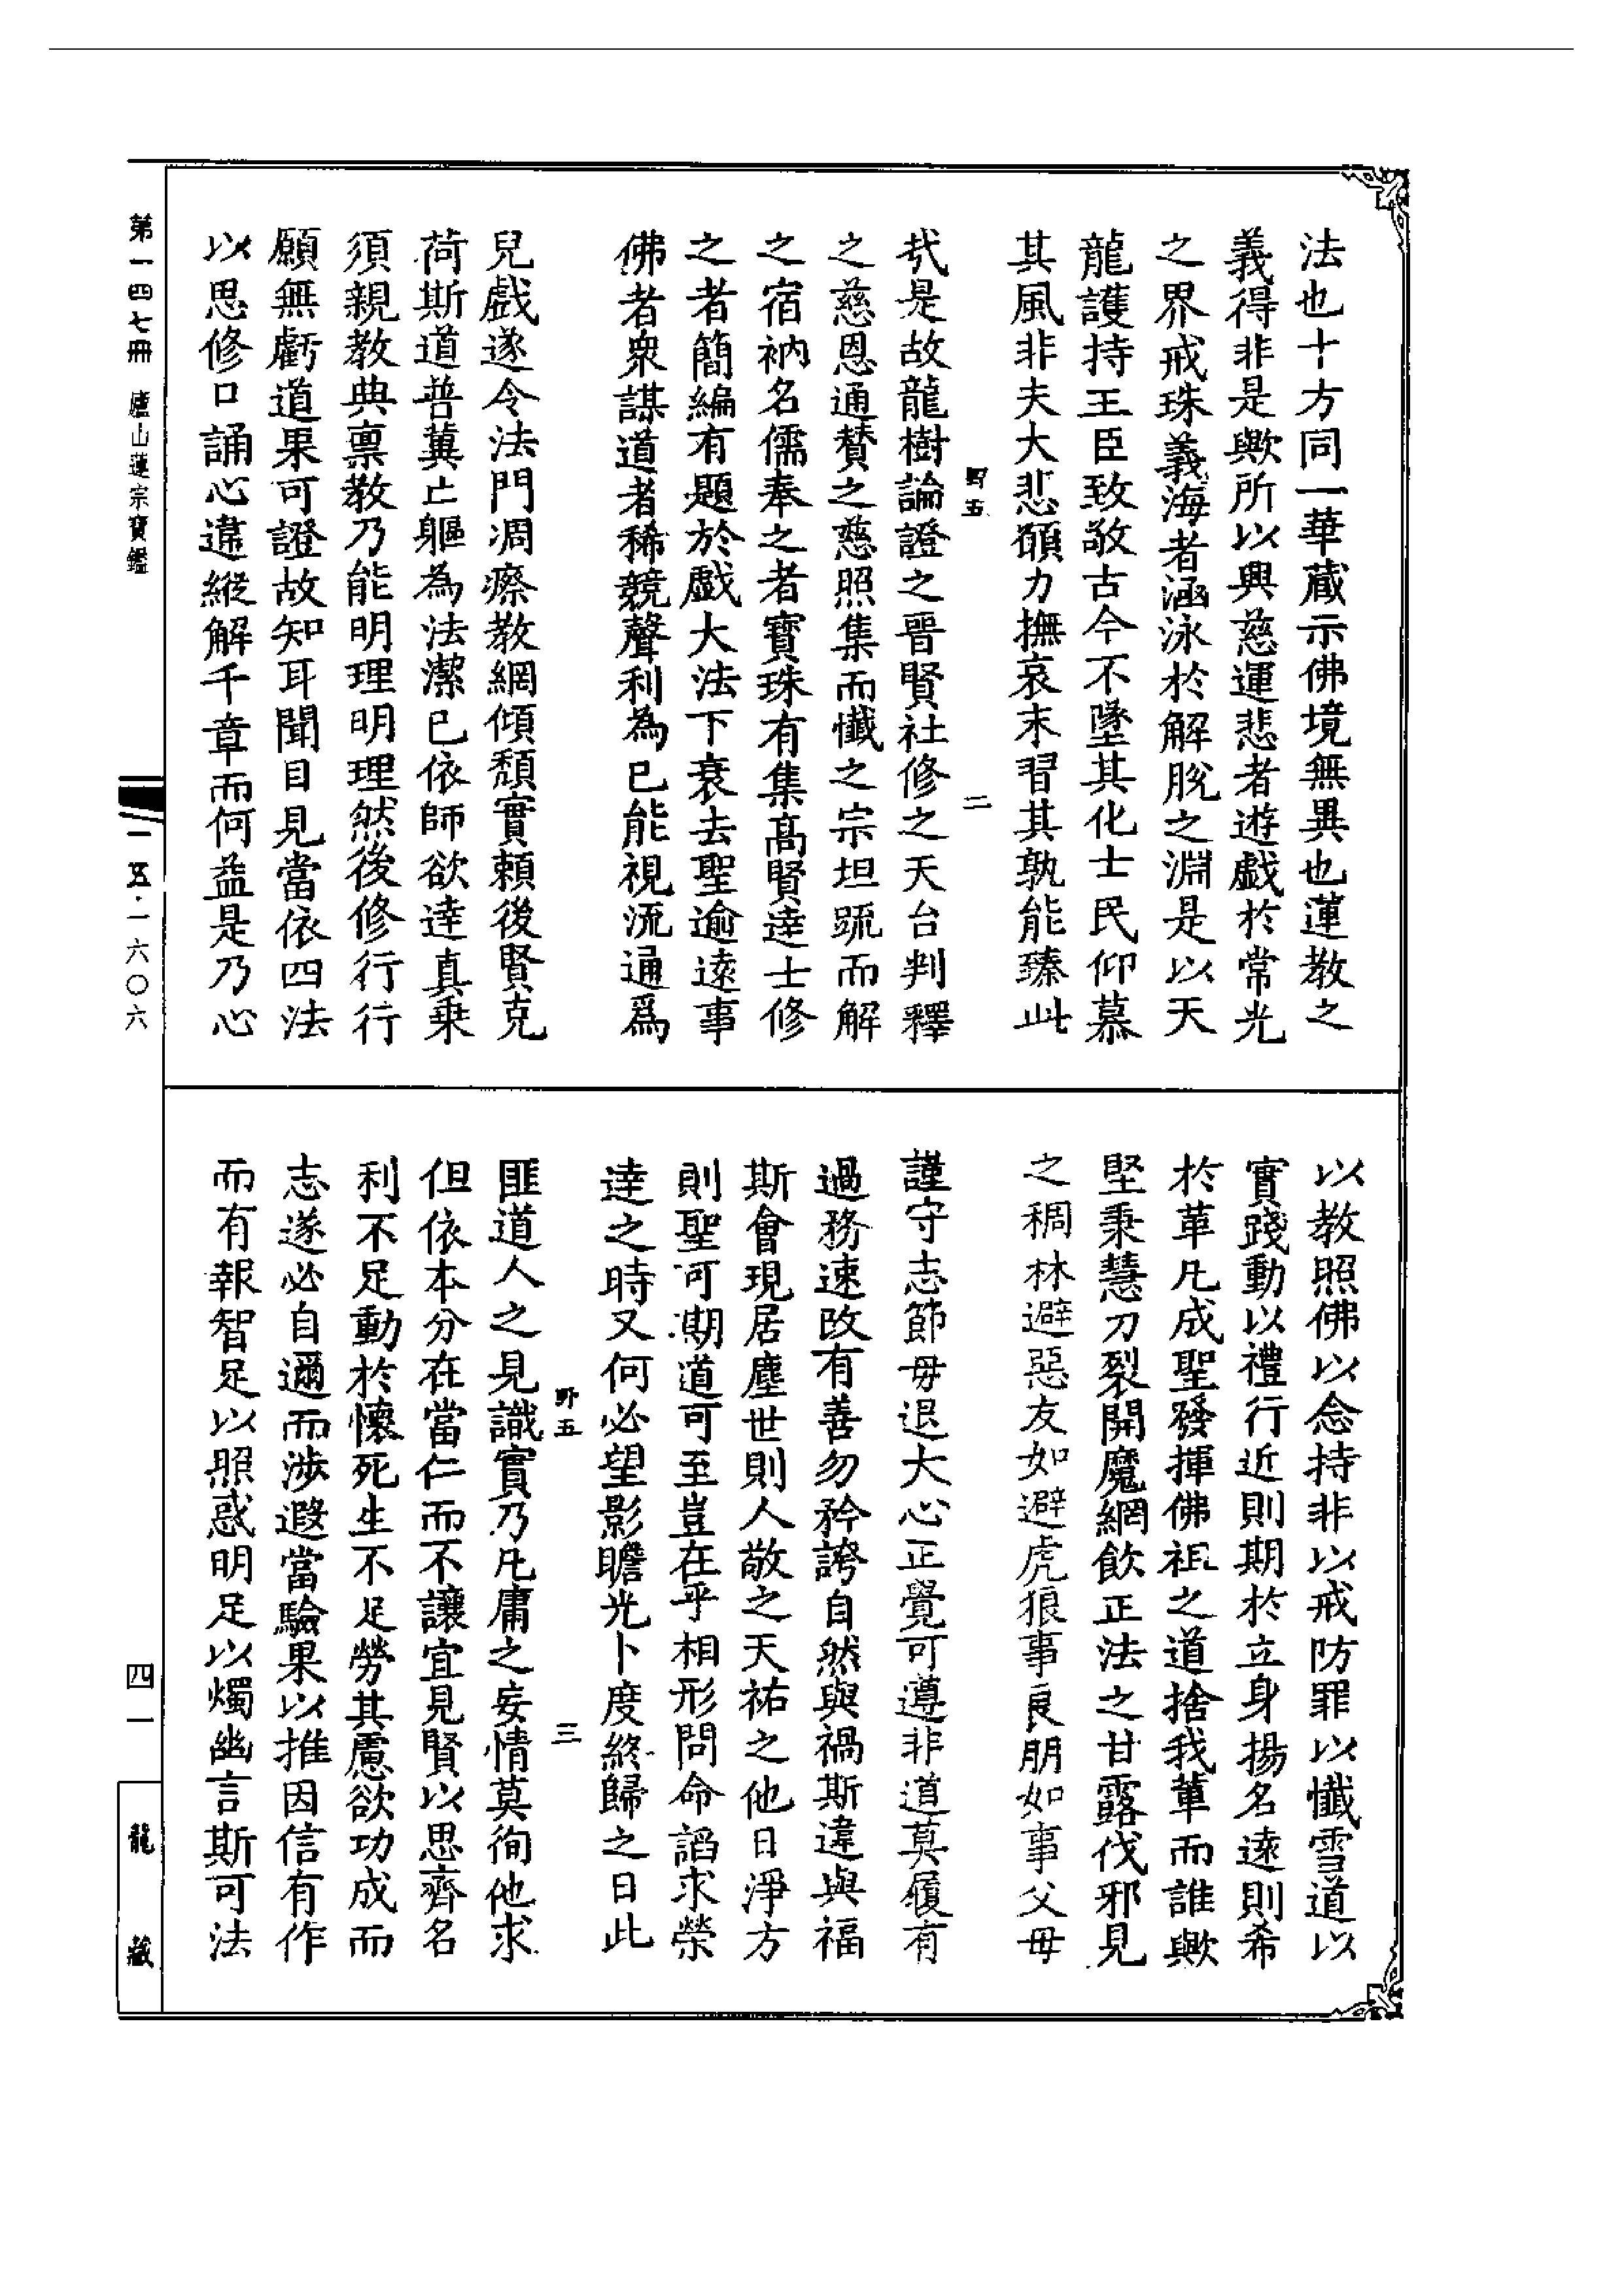 法也十方同一華藏示佛境無異也蓮教之
義得非是歟所以興慈運悲者遊戲於常光
之界戒珠義海者涵泳於解脫之淵是以天
龍護持王臣致敬古今不墜其化士民仰慕
其風非夫大悲願力撫哀末習其孰能臻此
野五 二
㢤是故龍樹論證之晉賢社修之天台判釋
之慈恩通贊之慈照集而懺之宗坦䟽而解
之宿衲名儒奉之者寶珠有集高賢達士修
之者簡編有題於戲大法下衰去聖逾遠事
佛者衆謀道者稀競聲利為已能視流通爲
兒戲遂令法門凋瘵教網傾頹實賴後賢克
荷斯道普冀亡軀為法潔已依師欲達真乗
須親教典禀教乃能明理明理然後修行行
願無虧道果可證故知耳聞目見當依四法
以思修口誦心違縱解千章而何益是乃心
以教照佛以念持非以戒防罪以懺雪道以
實踐動以禮行近則期於立身揚名遠則希
於革凡成聖發揮佛祖之道捨我輩而誰歟
堅秉慧刀裂開魔網飲正法之甘露伐邪見
之稠林避惡友如避虎狼事良朋如事父母
謹守志節毋退大心正覺可遵非道莫履有
過務速改有善勿矜誇自然與禍斯違與福
斯會現居塵世則人敬之天祐之他日淨方
則聖可期道可至豈在乎相形問命諂求榮
達之時又何必望影瞻光卜度終歸之日此
野五 三
匪道人之見識實乃凡庸之妄情莫徇他求
但依本分在當仁而不讓宜見賢以思齊名
利不足動於懷死生不足勞其慮欲功成而
志遂必自邇而涉遐當驗果以推因信有作
而有報智足以照惑明足以燭幽言斯可法
第一四七冊 廬山蓮宗寶鑑
一五·一六〇六
四一
龍藏